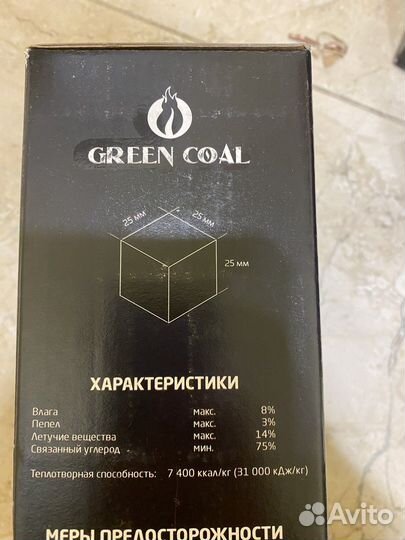 GREEN COAL
25 мм 25 мм
25 мм
ХАРАКТЕРИСТИКИ
Влага макс. 8%
Пепел макс. 3%
Летучие вещества макс. 14%
Связанный углерод мин. 75%
Теплотворная способность: 7 400 ккал/кг (31 000 кДж/кг)
МЕРЫ ПРЕДОСТОРОЖНОСТИ
Avito